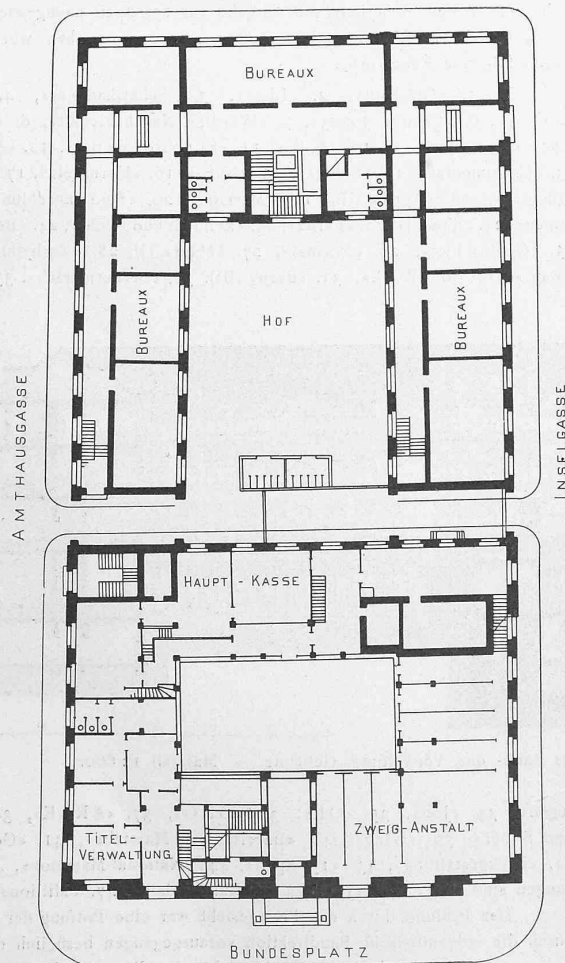 BUREAUX
BUREAUX
BUREAUX
HOF
AMTHAUSGASSE
INSELGASSE
HAUPT-KASSE
TITEL-
VERWALTUNG
ZWEIG-ANSTALT
BUNDESPLATZ